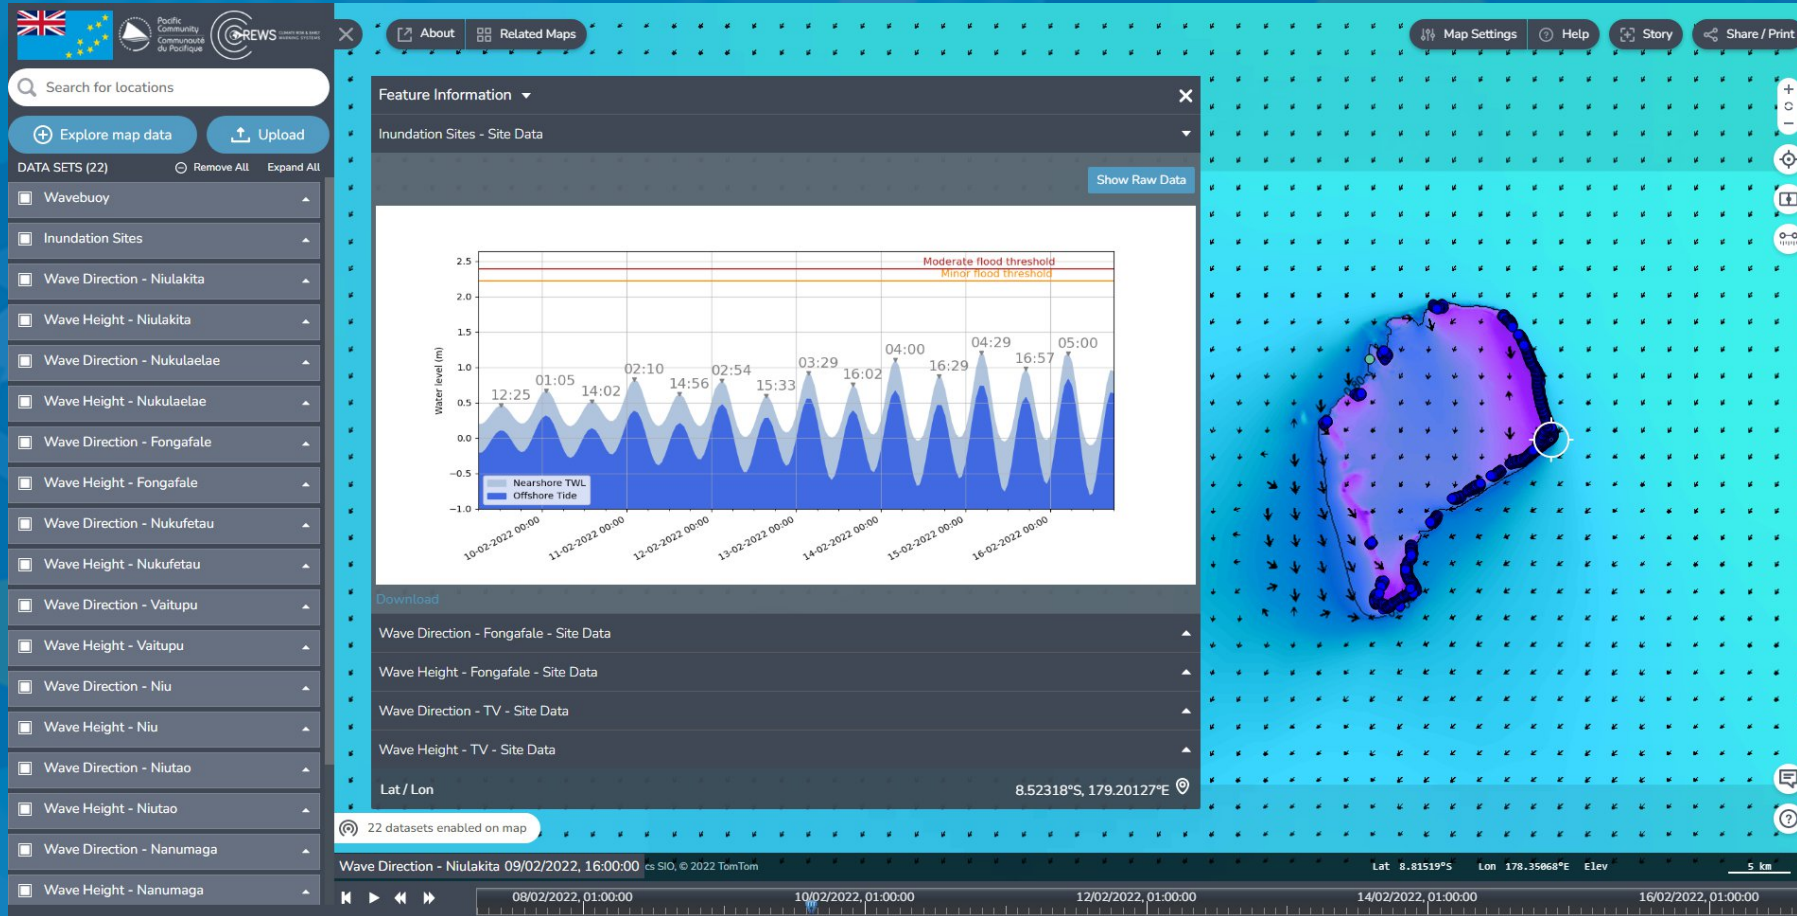 Pacific
Community
Communauté
du Pacifique
CREWS
About
Related Maps
Map Settings
Help
Story
Share / Print
Search for locations
Explore map data
Upload
DATA SETS (22)
Remove All
Expand All
Wavebuoy
Inundation Sites
Wave Direction - Niulakita
Wave Height - Niulakita
Wave Direction - Nukulaelae
Wave Height - Nukulaelae
Wave Direction - Fongafale
Wave Height - Fongafale
Wave Direction - Nukufetau
Wave Height - Nukufetau
Wave Direction - Vaitupu
Wave Height - Vaitupu
Wave Direction - Niu
Wave Height - Niu
Wave Direction - Niutao
Wave Height - Niutao
Wave Direction - Nanumaga
Wave Height - Nanumaga
Feature Information
Inundation Sites - Site Data
Show Raw Data
Moderate flood threshold
Minor flood threshold
2.5
2.0
1.5
1.0
0.5
0.0
−0.5
−1.0
Water level (m)
12:25
01:05
14:02
02:10
14:56
02:54
15:33
03:29
16:02
04:00
16:29
04:29
16:57
05:00
Nearshore TWL
Offshore Tide
10-02-2022 00:00
11-02-2022 00:00
12-02-2022 00:00
13-02-2022 00:00
14-02-2022 00:00
15-02-2022 00:00
16-02-2022 00:00
Download
Wave Direction - Fongafale - Site Data
Wave Height - Fongafale - Site Data
Wave Direction - TV - Site Data
Wave Height - TV - Site Data
Lat / Lon
8.52318°S, 179.20127°E
22 datasets enabled on map
Wave Direction - Niulakita 09/02/2022, 16:00:00
cs SIO, © 2022 TomTom
Lat 8.81519°S Lon 178.35068°E Elev
5 km
08/02/2022, 01:00:00
10/02/2022, 01:00:00
12/02/2022, 01:00:00
14/02/2022, 01:00:00
16/02/2022, 01:00:00